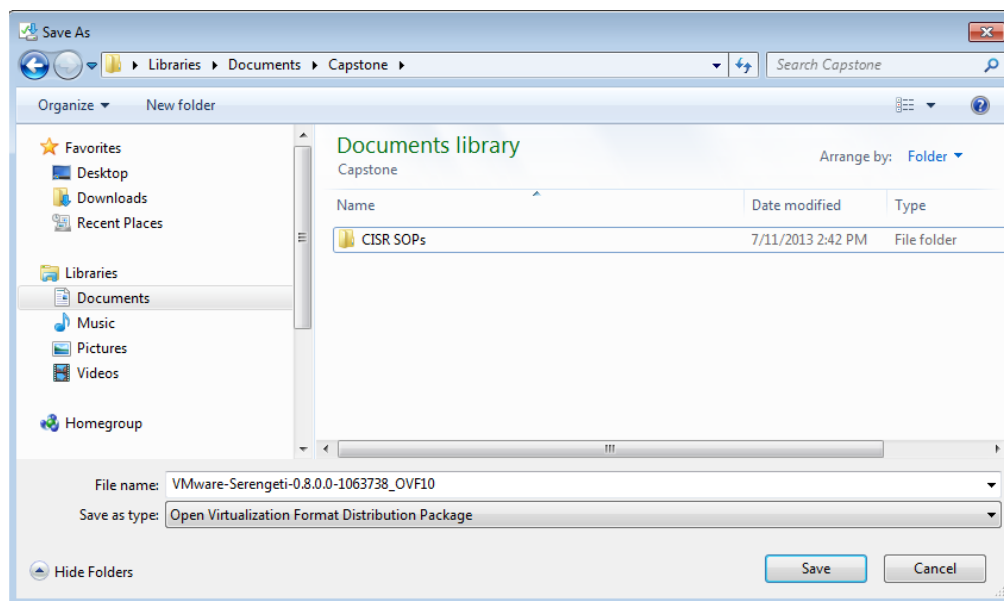 Save As
Libraries Documents Capstone
Search Capstone
Organize New folder
Favorites
Desktop
Downloads
Recent Places
Libraries
Documents
Music
Pictures
Videos
Homegroup
Documents library
Capstone
Arrange by: Folder
Name Date modified Type
CISR SOPs 7/11/2013 2:42 PM File folder
File name: VMware-Serengeti-0.8.0.0-1063738_OVF10
Save as type: Open Virtualization Format Distribution Package
Hide Folders Save Cancel